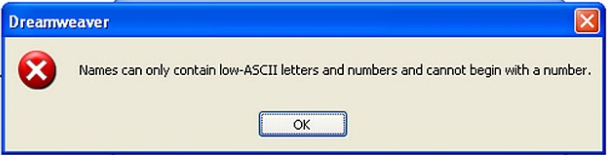 Dreamweaver
Names can only contain low-ASCII letters and numbers and cannot begin with a number.
OK